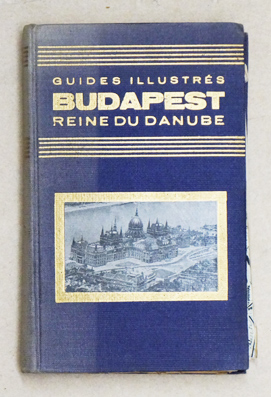 GUIDES ILLUSTRÉS
BUDAPEST
REINE DU DANUBE